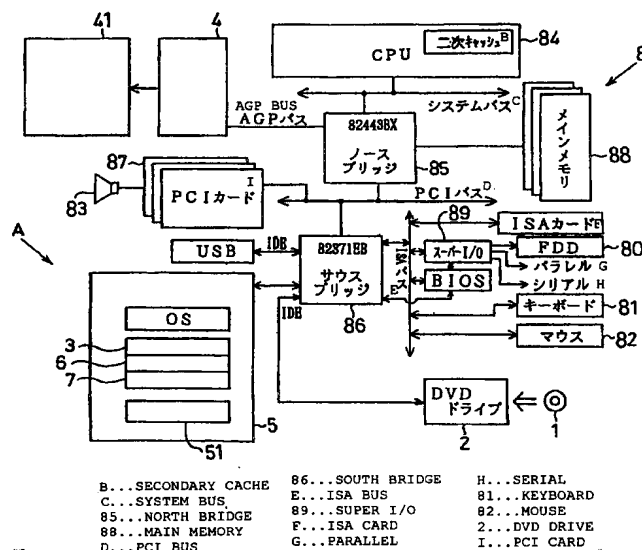 41
4
CPU
二次キャッシュB
84
8
AGP BUS
AGPバス
システムバスC
82443BX
ノース
ブリッジ
85
メインメモリ
88
87
I
PCIカード
83
PCIバスD
89
A
USB
IDE
82371EB
サウス
ブリッジ
86
IDE
ISAバス
E
ISAカードF
スーパーI/O
FDD
80
パラレル G
シリアル H
BIOS
キーボード
81
マウス
82
OS
3
6
7
5
51
DVD
ドライブ
2
1
B...SECONDARY CACHE
C...SYSTEM BUS
85...NORTH BRIDGE
88...MAIN MEMORY
D...PCI BUS
86...SOUTH BRIDGE
E...ISA BUS
89...SUPER I/O
F...ISA CARD
G...PARALLEL
H...SERIAL
81...KEYBOARD
82...MOUSE
2...DVD DRIVE
I...PCI CARD